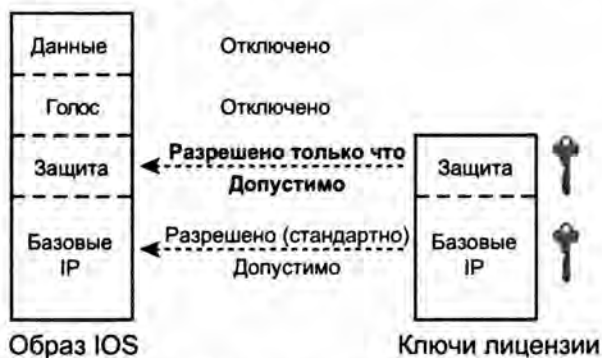 Данные Отключено
Голос Отключено
Защита Разрешено только что Защита
Допустимо
Базовые IP Разрешено (стандартно) Базовые IP
Допустимо
Образ IOS Ключи лицензии